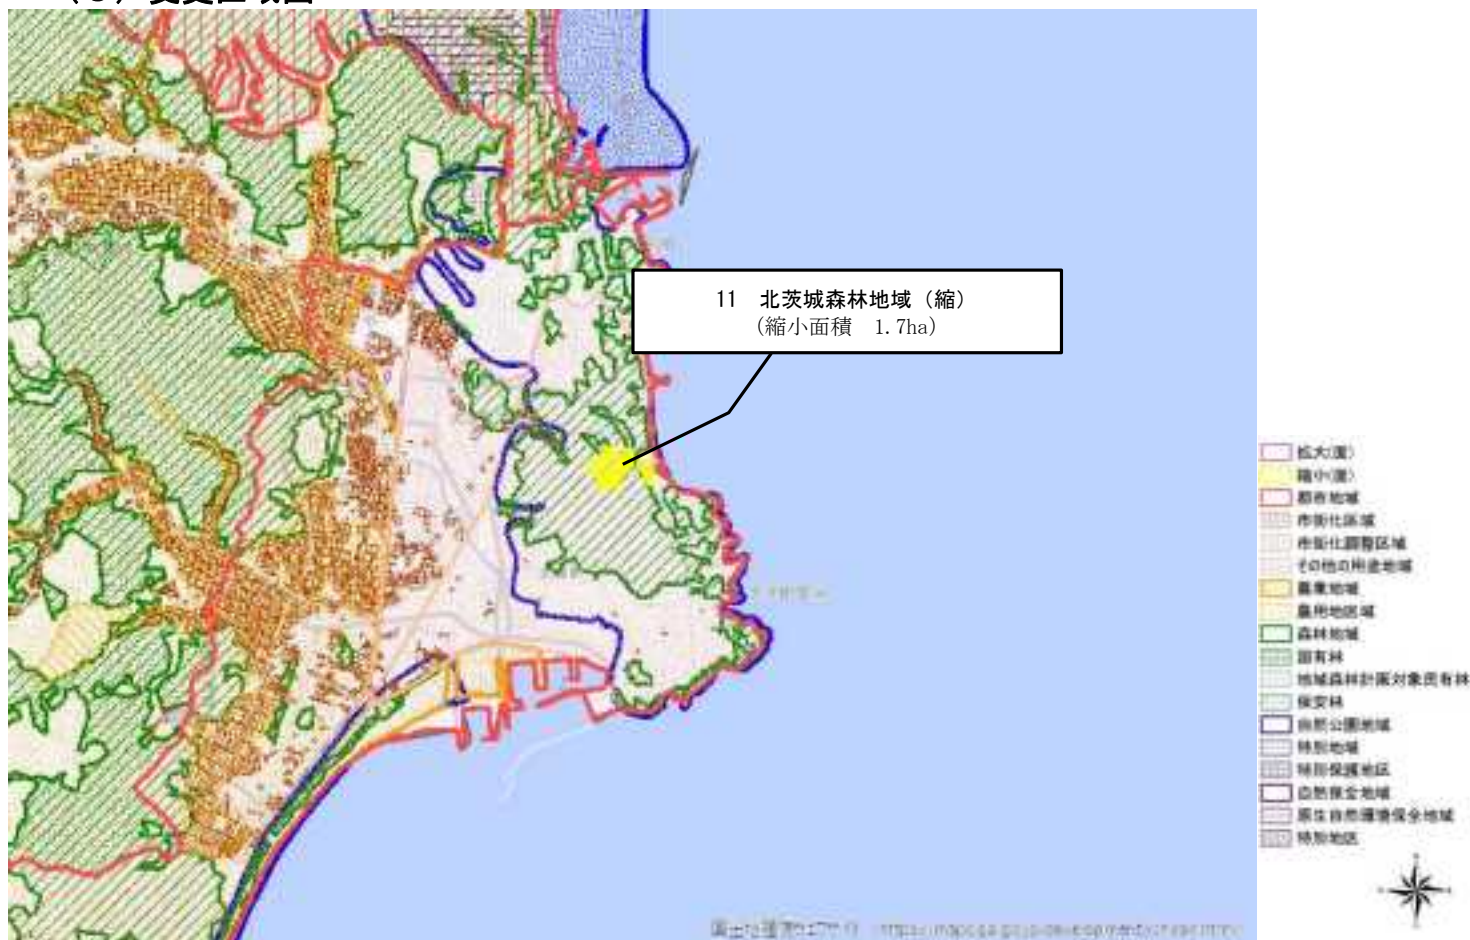 11 北茨城森林地域（縮）
(縮小面積 1.7ha)
拡大(面)
縮小(面)
都市地域
市街化区域
市街化調整区域
その他の用途地域
農業地域
農用地区域
森林地域
国有林
地域森林計画対象民有林
保安林
自然公園地域
特別地域
特別保護地区
自然保全地域
原生自然環境保全地域
特別地区